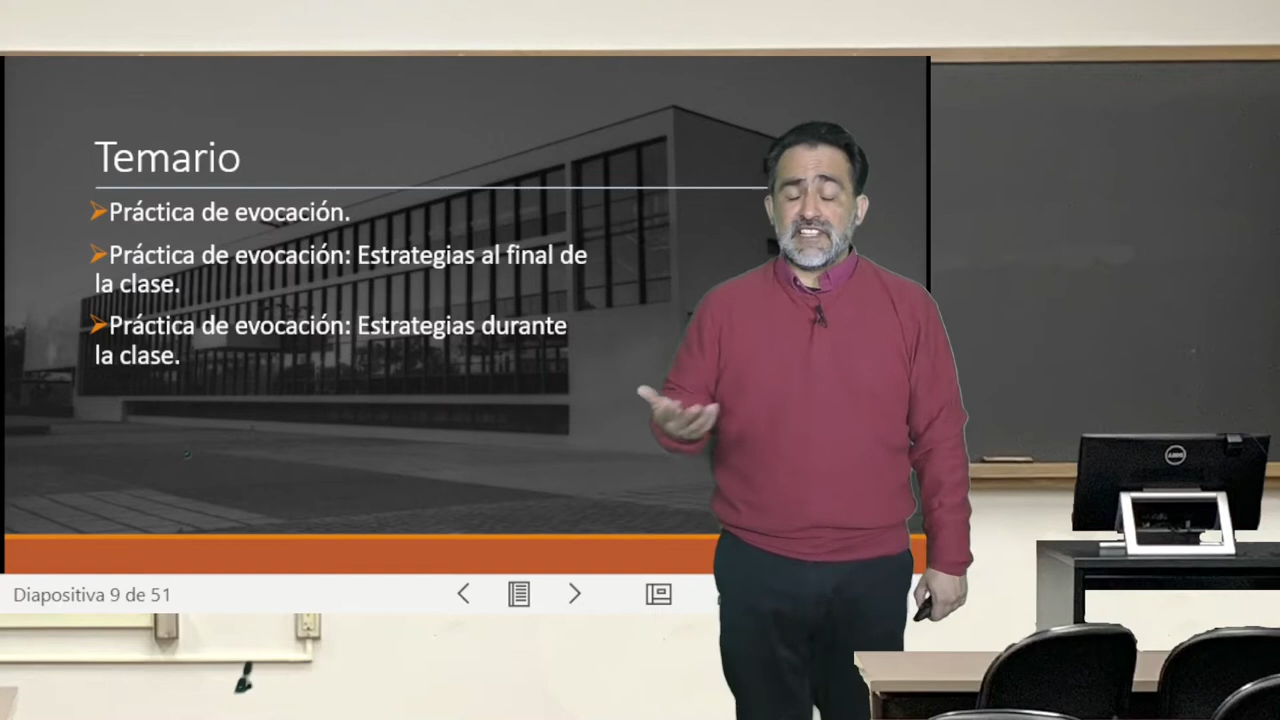 Temario
➢Práctica de evocación.
➢Práctica de evocación: Estrategias al final de
la clase.
➢Práctica de evocación: Estrategias durante
la clase.
Diapositiva 9 de 51
DELL